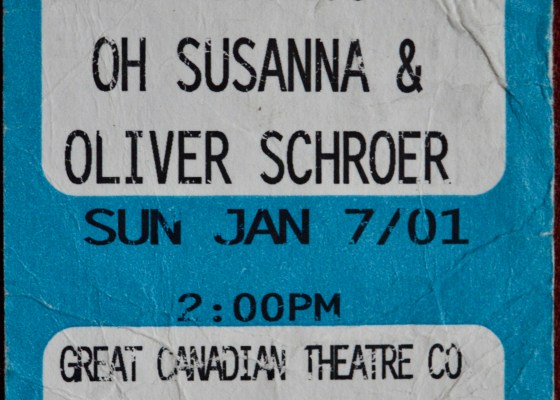 OH SUSANNA &
OLIVER SCHROER
SUN JAN 7/01
2:00PM
GREAT CANADIAN THEATRE CO